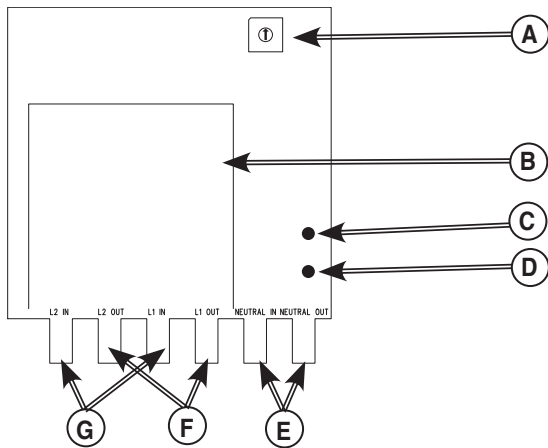 A
B
C
D
L2 IN L2 OUT L1 IN L1 OUT NEUTRAL IN NEUTRAL OUT
G F E